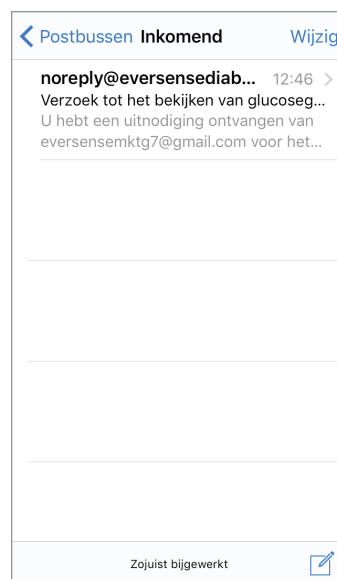 Postbussen Inkomend Wijzig
noreply@eversensediab... 12:46
Verzoek tot het bekijken van glucoseg...
U hebt een uitnodiging ontvangen van
eversensemktg7@gmail.com voor het...
Zojuist bijgewerkt